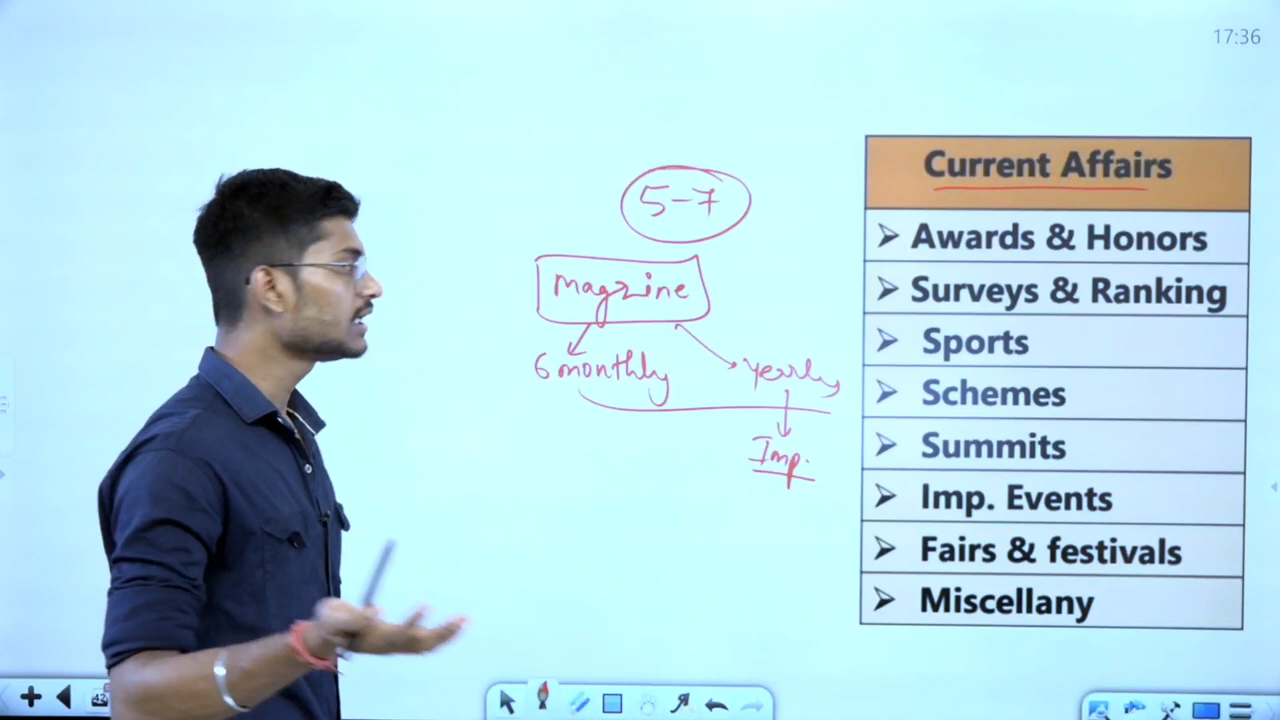 17:36
5-7
magzine
6 monthly
yearly
Imp.
Current Affairs
➢ Awards & Honors
➢ Surveys & Ranking
➢ Sports
➢ Schemes
➢ Summits
➢ Imp. Events
➢ Fairs & festivals
➢ Miscellany
42